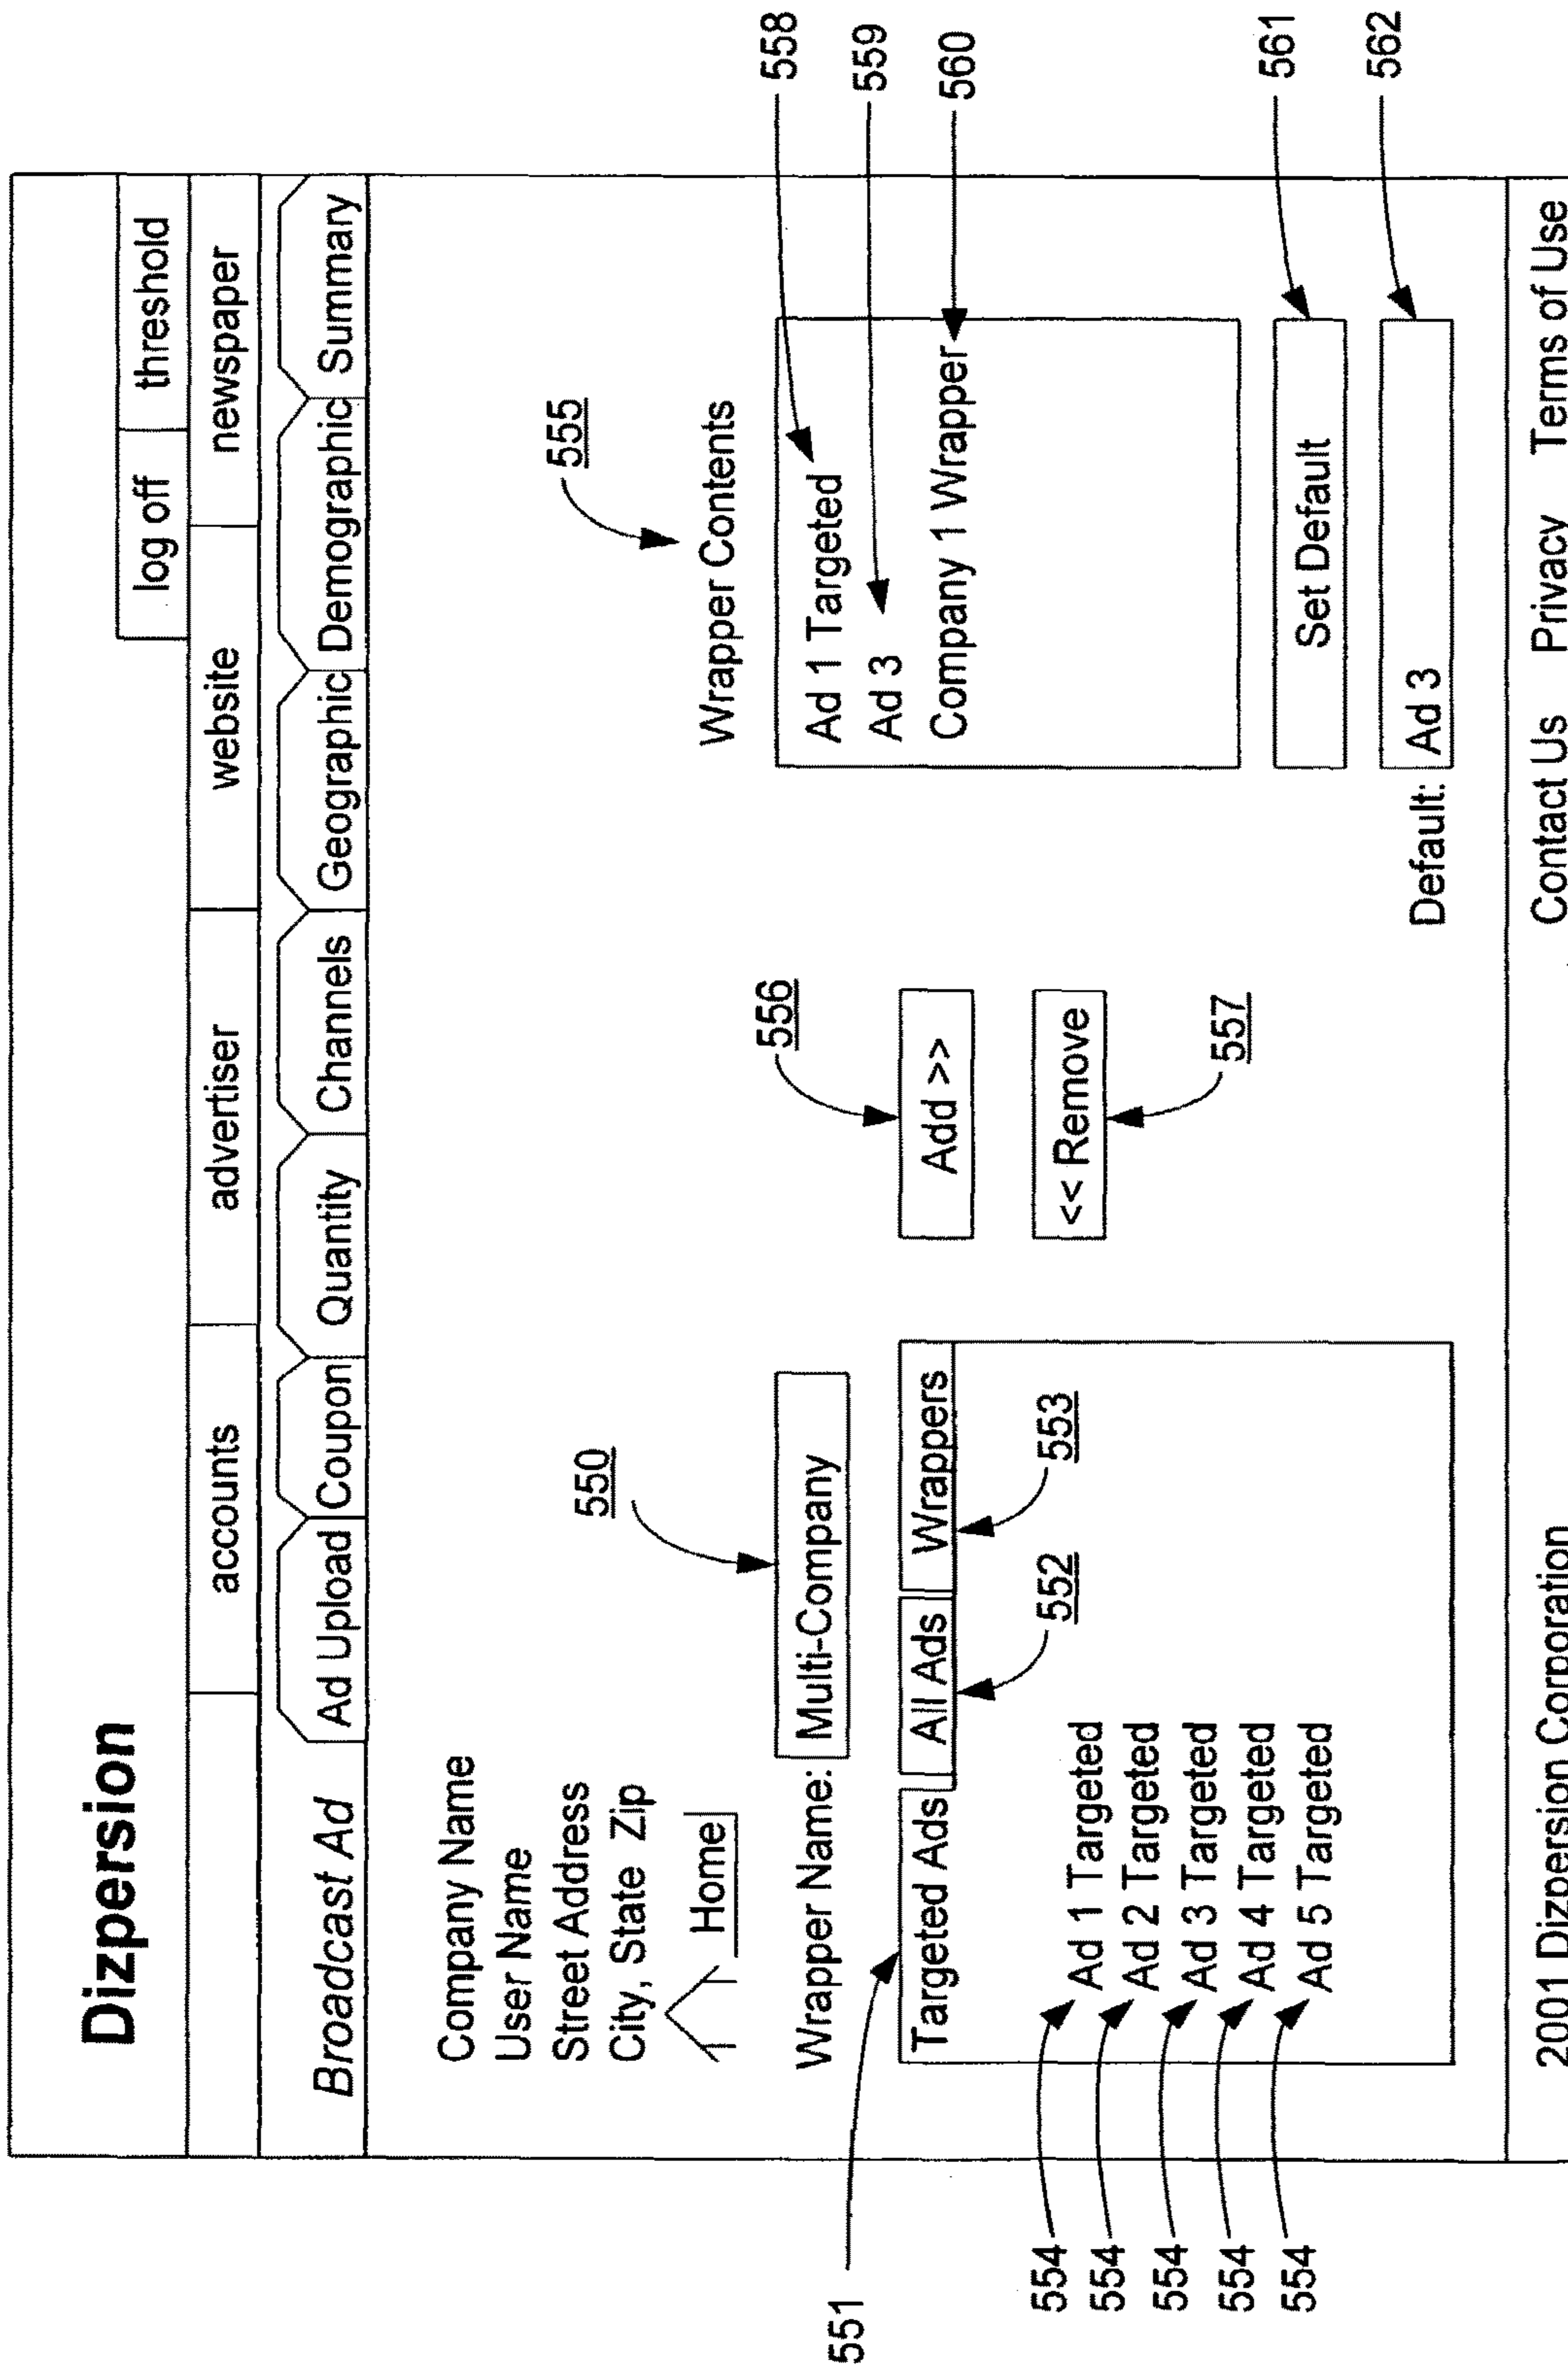 Dizpersion
log off threshold
accounts advertiser website newspaper
Broadcast Ad Ad Upload Coupon Quantity Channels Geographic Demographic Summary
Company Name
User Name
Street Address
City, State Zip
Home
550
555
Wrapper Name: Multi-Company
Wrapper Contents
551
Targeted Ads All Ads Wrappers
552
553
554 Ad 1 Targeted
554 Ad 2 Targeted
554 Ad 3 Targeted
554 Ad 4 Targeted
554 Ad 5 Targeted
556
Add >>
<< Remove
557
Ad 1 Targeted 558
Ad 3 559
Company 1 Wrapper 560
Set Default 561
Default: Ad 3 562
2001 Dizpersion Corporation Contact Us Privacy Terms of Use